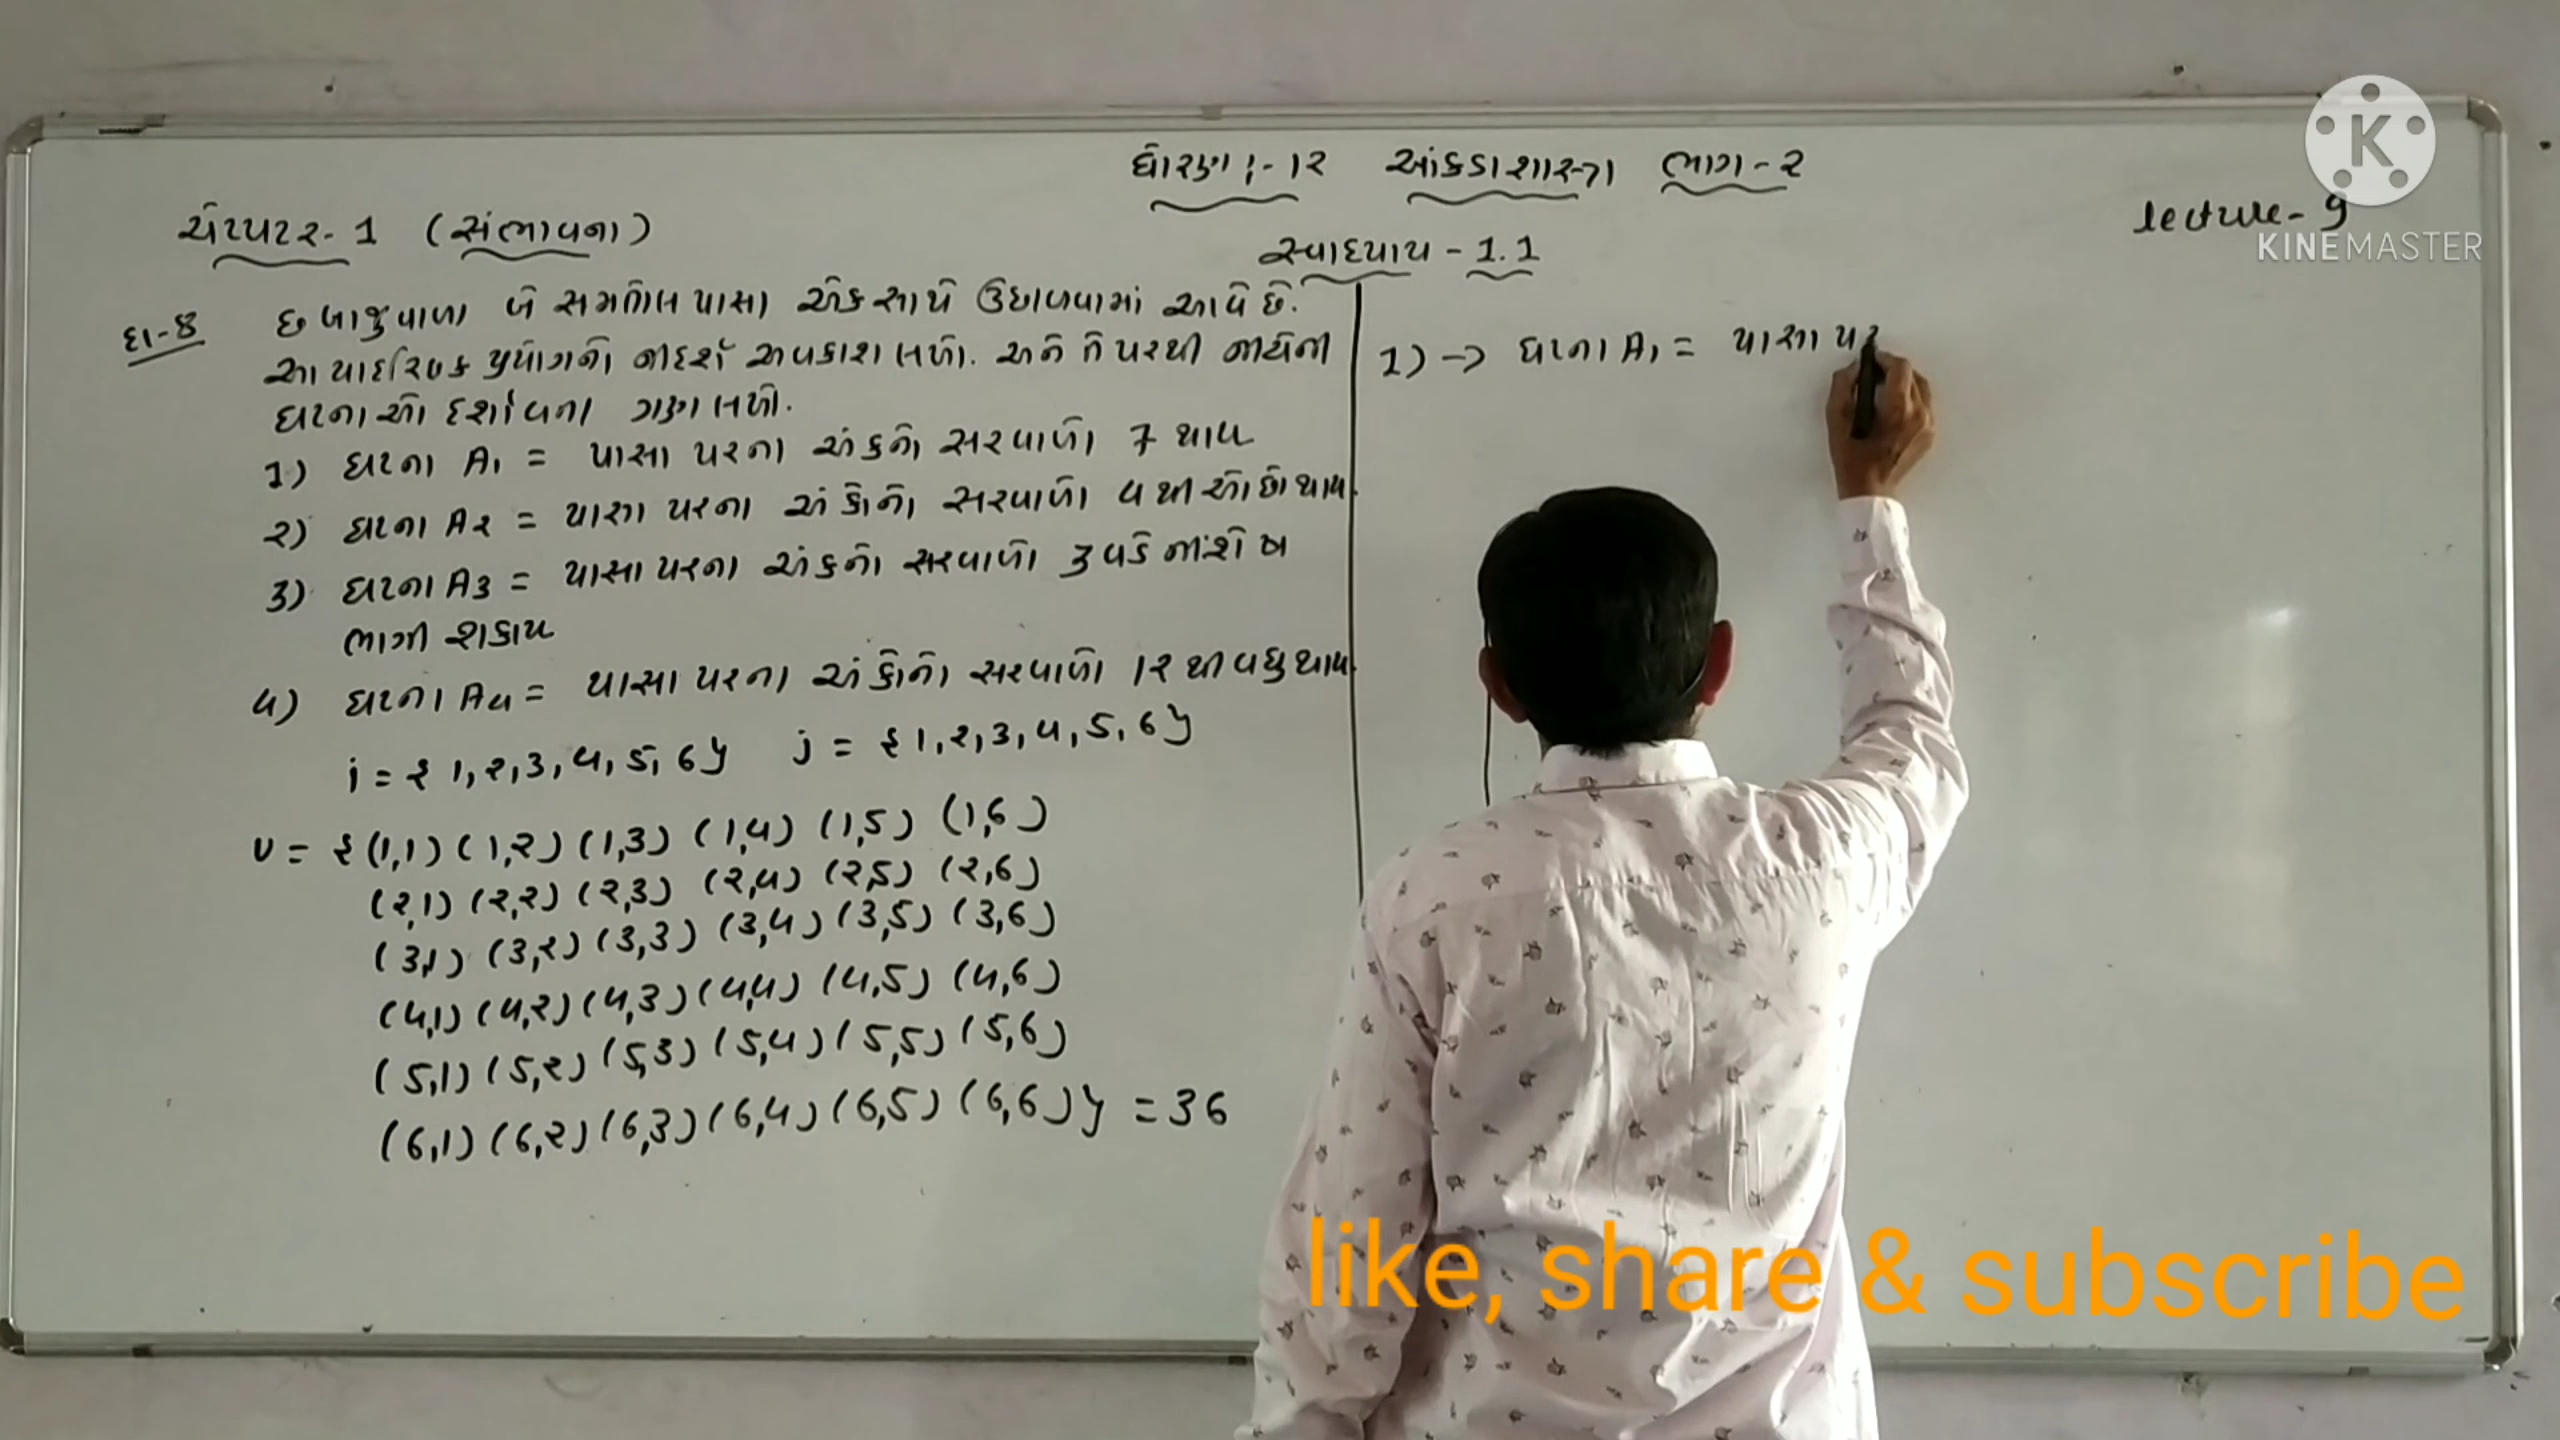 ધોરણ :- 12 આંકડાશાસ્ત્ર ભાગ - 2
ચેપ્ટર - 1 (સંભાવના)
lecture - 9
K
KINEMASTER
સ્વાધ્યાય - 1.1
દા-8 છ બાજુવાળા બે સમતોલ પાસા એક સાથે ઉછાળવામાં આવે છે.
આ યાદચ્છિક પ્રયોગનો નિદર્શ અવકાશ લખો. અને તે પરથી નીચેની
ઘટનાઓ દર્શાવતા ગણ લખો.
1) ઘટના A1 = પાસા પરના અંકનો સરવાળો 7 થાય
2) ઘટના A2 = પાસા પરના અંકોનો સરવાળો 4 થી ઓછો થાય.
3) ઘટના A3 = પાસા પરના અંકનો સરવાળો 3 વડે નિઃશેષ
ભાગી શકાય
4) ઘટના A4 = પાસા પરના અંકોનો સરવાળો 12 થી વધુ થાય.
i = { 1, 2, 3, 4, 5, 6 } j = { 1, 2, 3, 4, 5, 6 }
U = { (1,1) (1,2) (1,3) (1,4) (1,5) (1,6)
(2,1) (2,2) (2,3) (2,4) (2,5) (2,6)
(3,1) (3,2) (3,3) (3,4) (3,5) (3,6)
(4,1) (4,2) (4,3) (4,4) (4,5) (4,6)
(5,1) (5,2) (5,3) (5,4) (5,5) (5,6)
(6,1) (6,2) (6,3) (6,4) (6,5) (6,6) } = 36
1) → ઘટના A1 = પાસા પર
like, share & subscribe